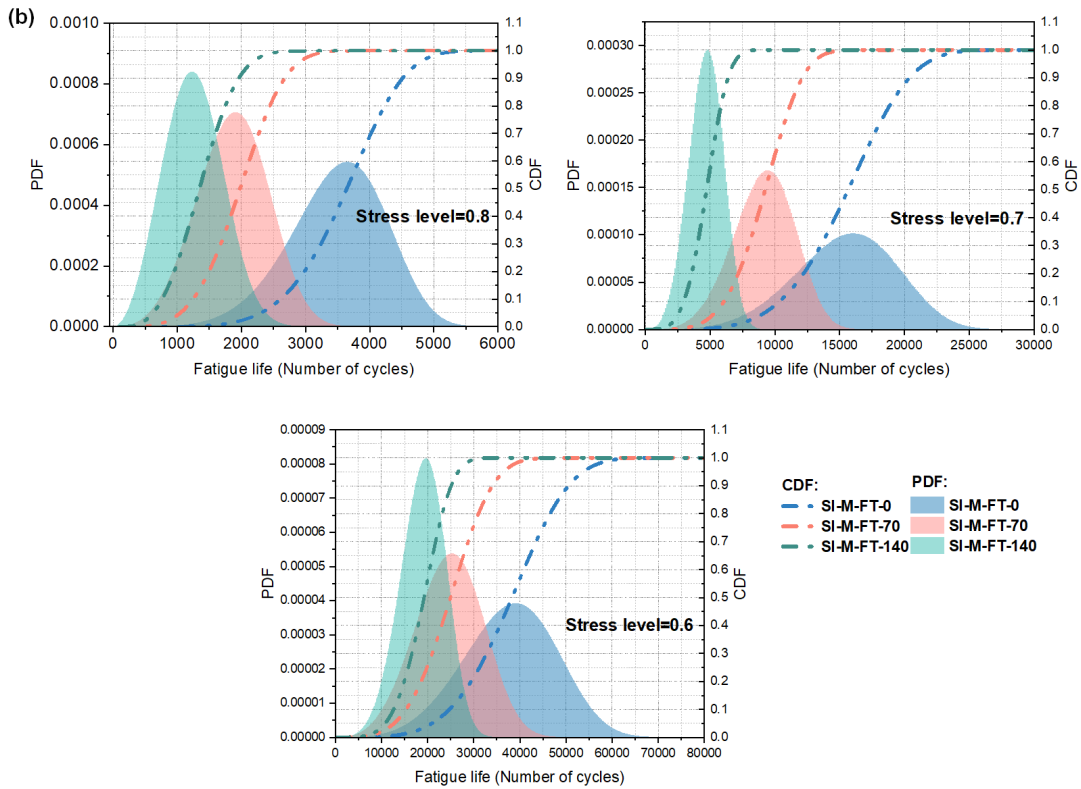 (b)
0.0010
0.0008
0.0006
0.0004
0.0002
0.0000
PDF
1.1
1.0
0.9
0.8
0.7
0.6
0.5
0.4
0.3
0.2
0.1
0.0
CDF
Stress level=0.8
0 1000 2000 3000 4000 5000 6000
Fatigue life (Number of cycles)
0.00030
0.00025
0.00020
0.00015
0.00010
0.00005
0.00000
PDF
1.1
1.0
0.9
0.8
0.7
0.6
0.5
0.4
0.3
0.2
0.1
0.0
CDF
Stress level=0.7
0 5000 10000 15000 20000 25000 30000
Fatigue life (Number of cycles)
0.00009
0.00008
0.00007
0.00006
0.00005
0.00004
0.00003
0.00002
0.00001
0.00000
PDF
1.1
1.0
0.9
0.8
0.7
0.6
0.5
0.4
0.3
0.2
0.1
0.0
CDF
Stress level=0.6
0 10000 20000 30000 40000 50000 60000 70000 80000
Fatigue life (Number of cycles)
CDF: PDF:
SI-M-FT-0 SI-M-FT-0
SI-M-FT-70 SI-M-FT-70
SI-M-FT-140 SI-M-FT-140